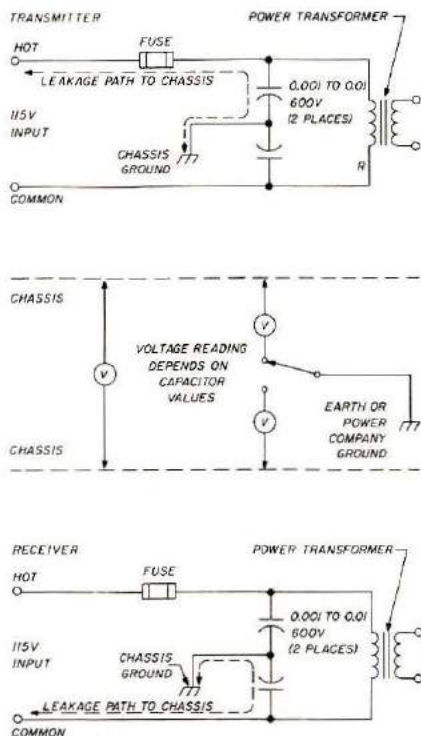 TRANSMITTER
POWER TRANSFORMER
HOT
FUSE
LEAKAGE PATH TO CHASSIS
0.001 TO 0.01
600V
(2 PLACES)
115V
INPUT
CHASSIS
GROUND
R
COMMON
CHASSIS
VOLTAGE READING
DEPENDS ON
CAPACITOR
VALUES
V
V
V
EARTH OR
POWER
COMPANY
GROUND
CHASSIS
RECEIVER
POWER TRANSFORMER
HOT
FUSE
0.001 TO 0.01
600V
(2 PLACES)
115V
INPUT
CHASSIS
GROUND
LEAKAGE PATH TO CHASSIS
COMMON